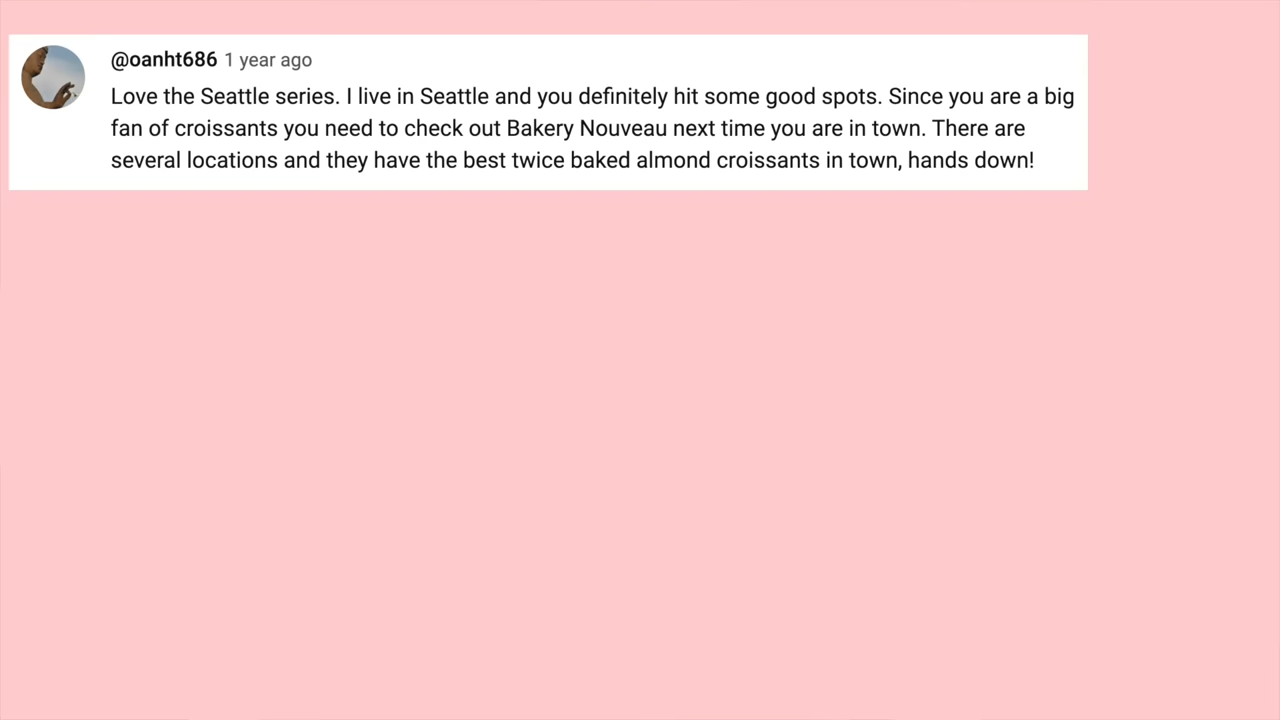 @oanht686 1 year ago
Love the Seattle series. I live in Seattle and you definitely hit some good spots. Since you are a big
fan of croissants you need to check out Bakery Nouveau next time you are in town. There are
several locations and they have the best twice baked almond croissants in town, hands down!